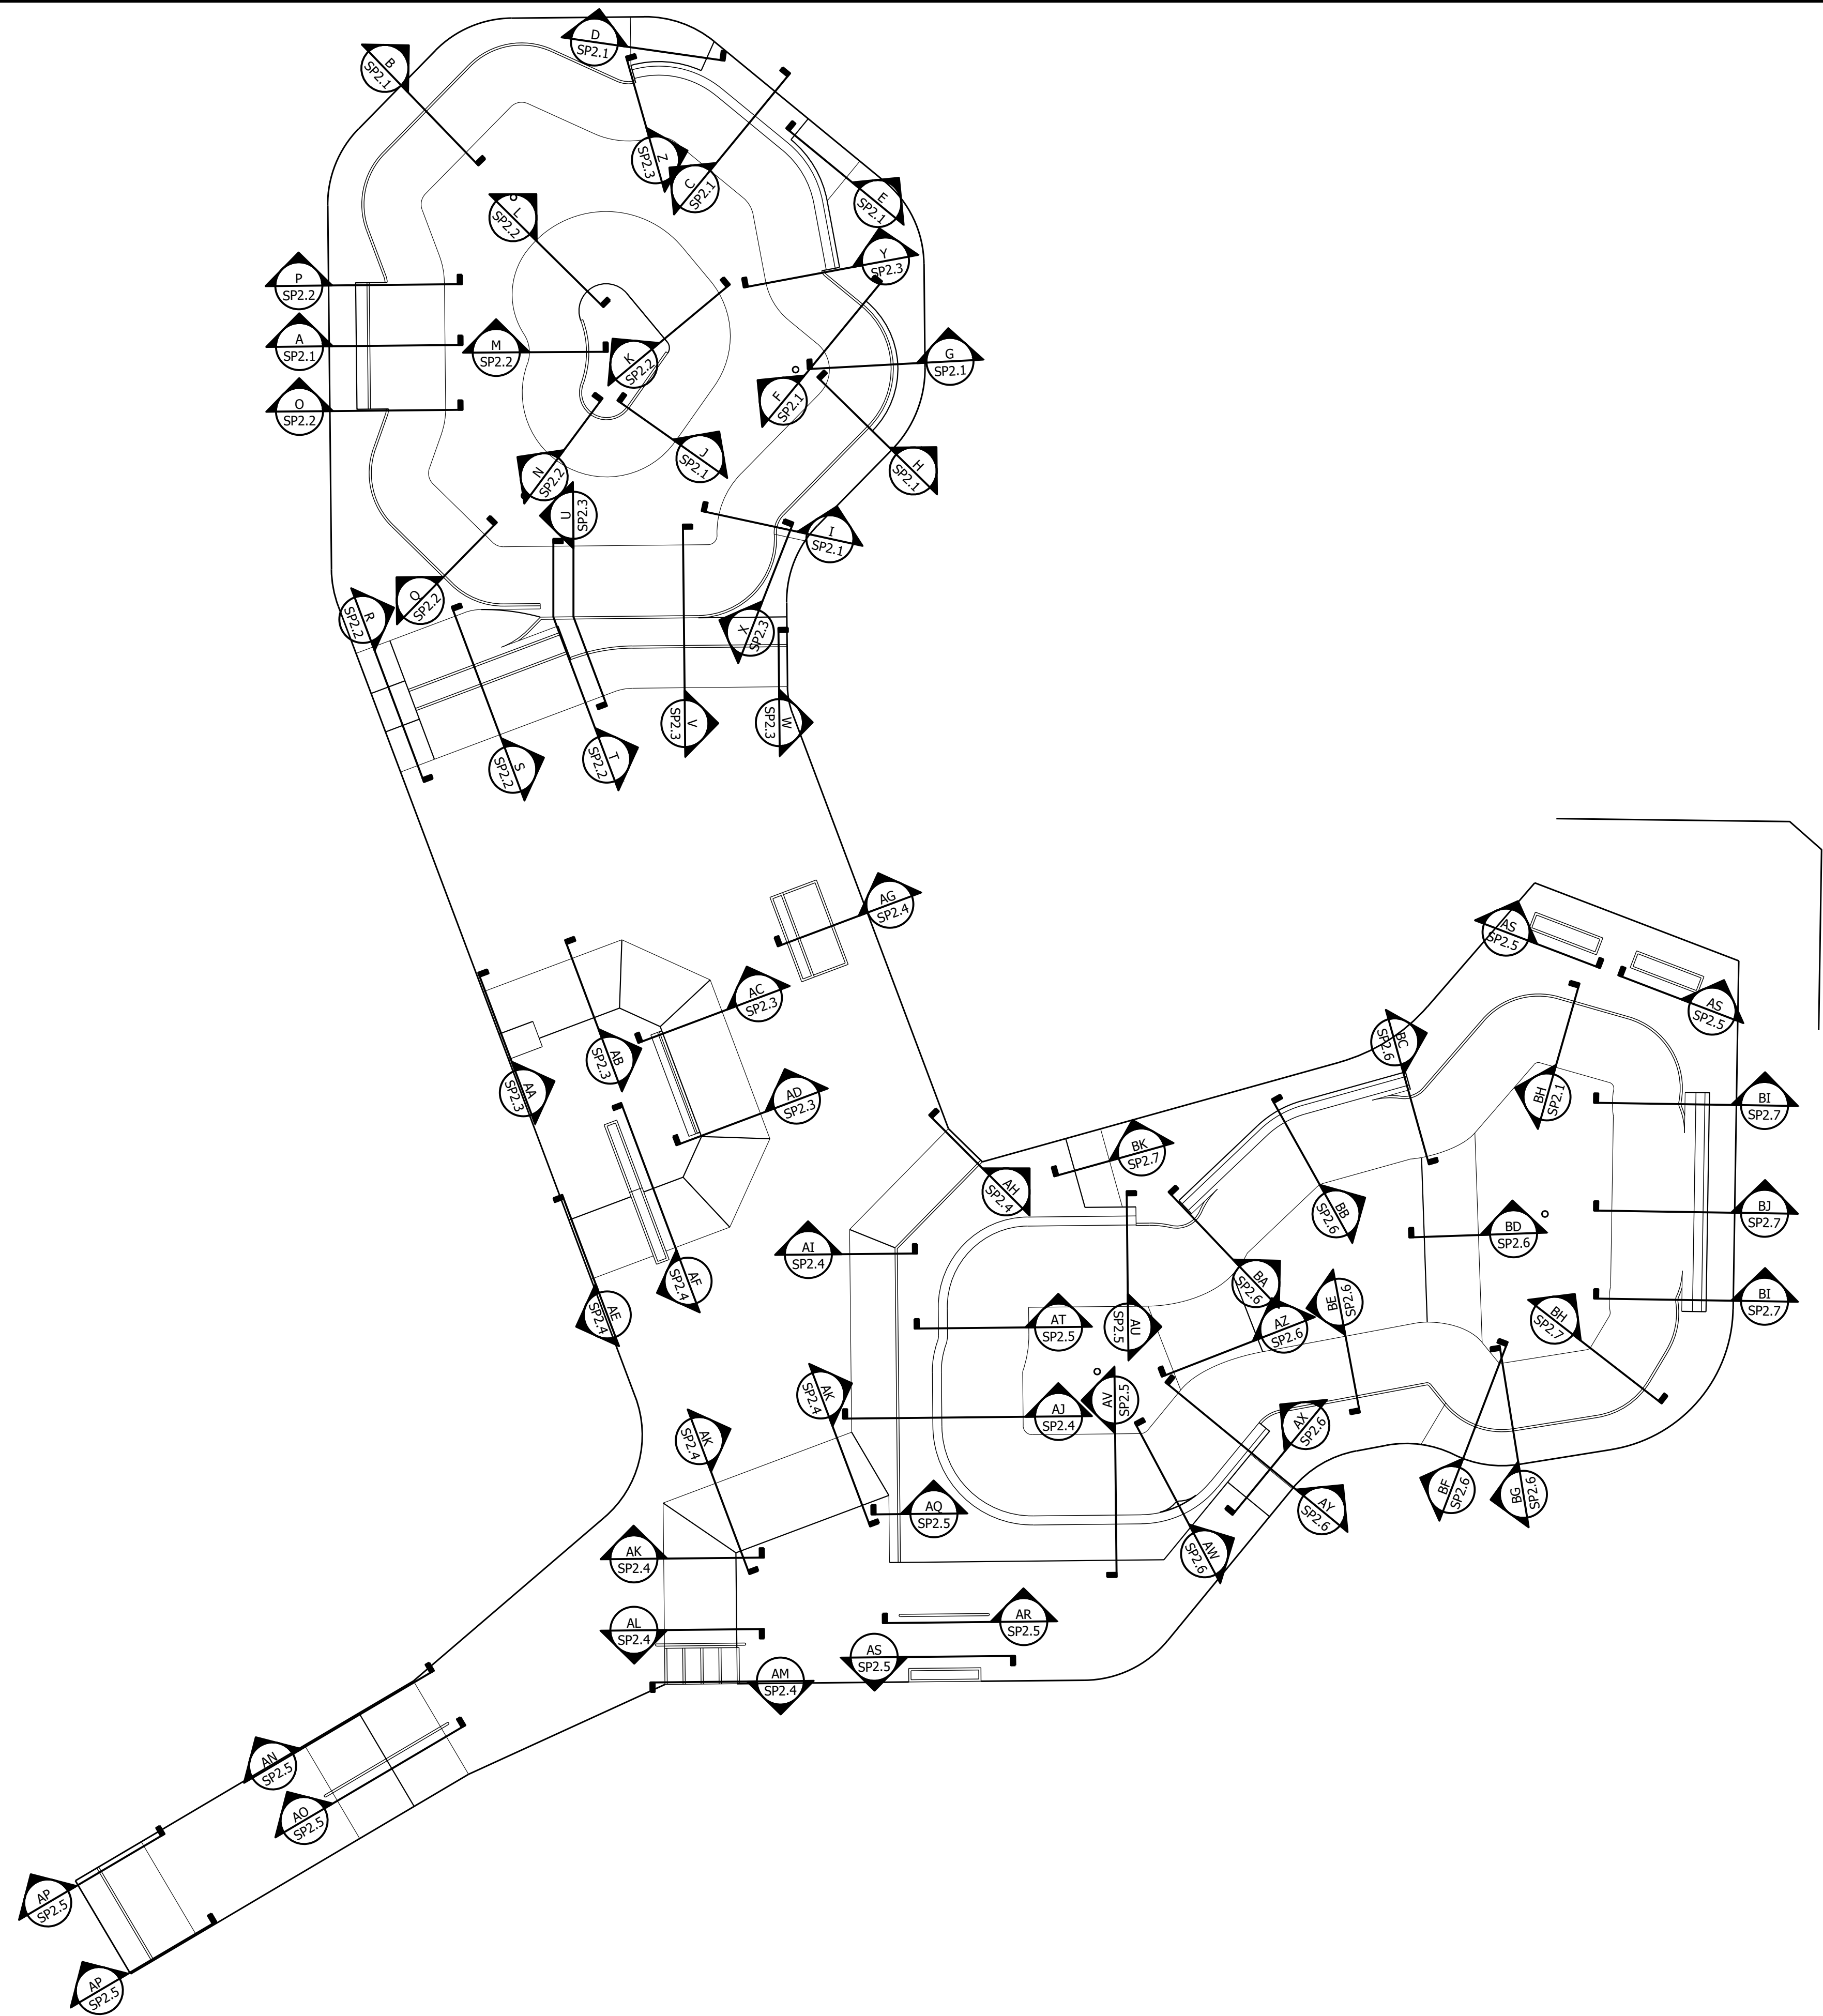 D
SP2.1
B
SP2.1
Z
SP2.3
C
SP2.1
E
SP2.1
L
SP2.2
Y
SP2.3
P
SP2.2
A
SP2.1
M
SP2.2
K
SP2.2
G
SP2.1
O
SP2.2
F
SP2.1
J
SP2.1
H
SP2.1
N
SP2.2
U
SP2.3
I
SP2.1
Q
SP2.2
R
SP2.2
X
SP2.3
S
SP2.2
T
SP2.2
V
SP2.3
W
SP2.3
AG
SP2.4
AS
SP2.5
AC
SP2.3
AS
SP2.5
BC
SP2.6
AB
SP2.3
AA
SP2.3
AD
SP2.3
BH
SP2.1
BI
SP2.7
BK
SP2.7
AH
SP2.4
BB
SP2.6
BD
SP2.6
BJ
SP2.7
AI
SP2.4
AF
SP2.4
BA
SP2.6
BE
SP2.6
BI
SP2.7
AE
SP2.4
AT
SP2.5
AU
SP2.5
AZ
SP2.6
BH
SP2.7
AK
SP2.4
AJ
SP2.4
AV
SP2.5
AX
SP2.6
AK
SP2.4
AQ
SP2.5
AY
SP2.6
BF
SP2.6
BG
SP2.6
AK
SP2.4
AW
SP2.6
AL
SP2.4
AR
SP2.5
AS
SP2.5
AM
SP2.4
AN
SP2.5
AO
SP2.5
AP
SP2.5
AP
SP2.5